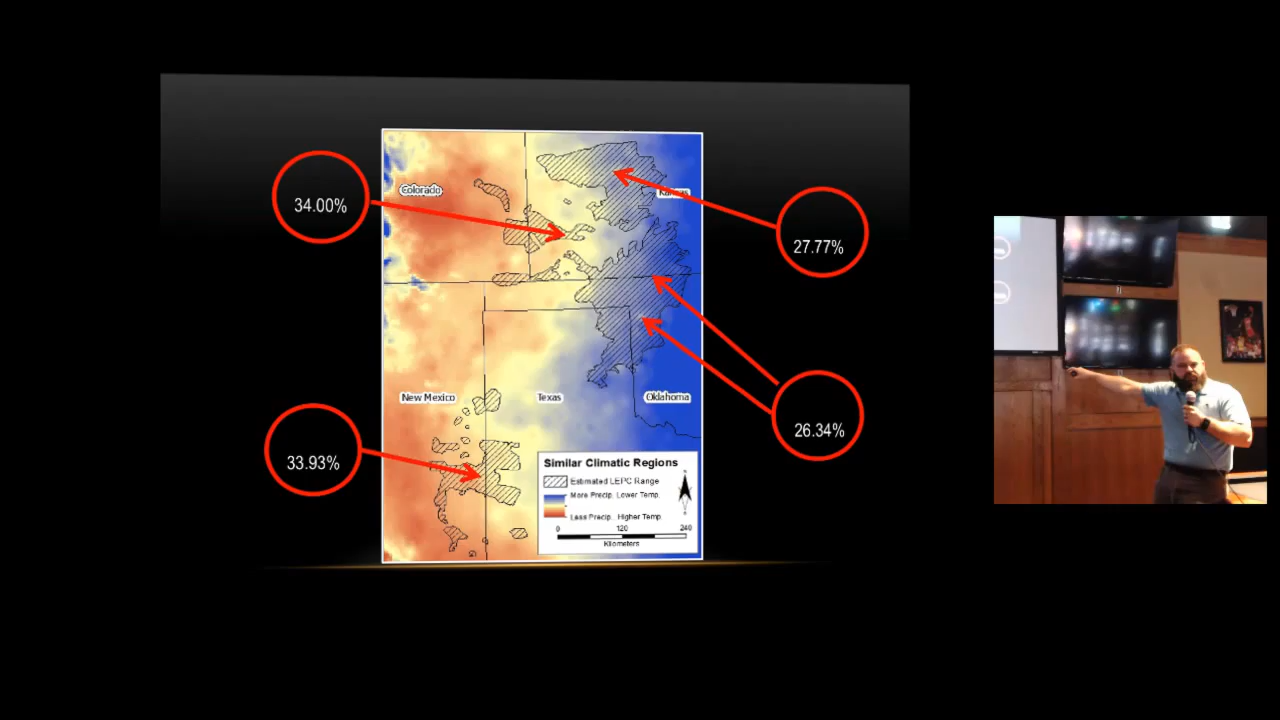 Colorado
Kansas
34.00%
27.77%
New Mexico
Texas
Oklahoma
26.34%
33.93%
Similar Climatic Regions
Estimated LEPC Range
More Precip. Lower Temp.
Less Precip. Higher Temp
0 120 240
Kilometers